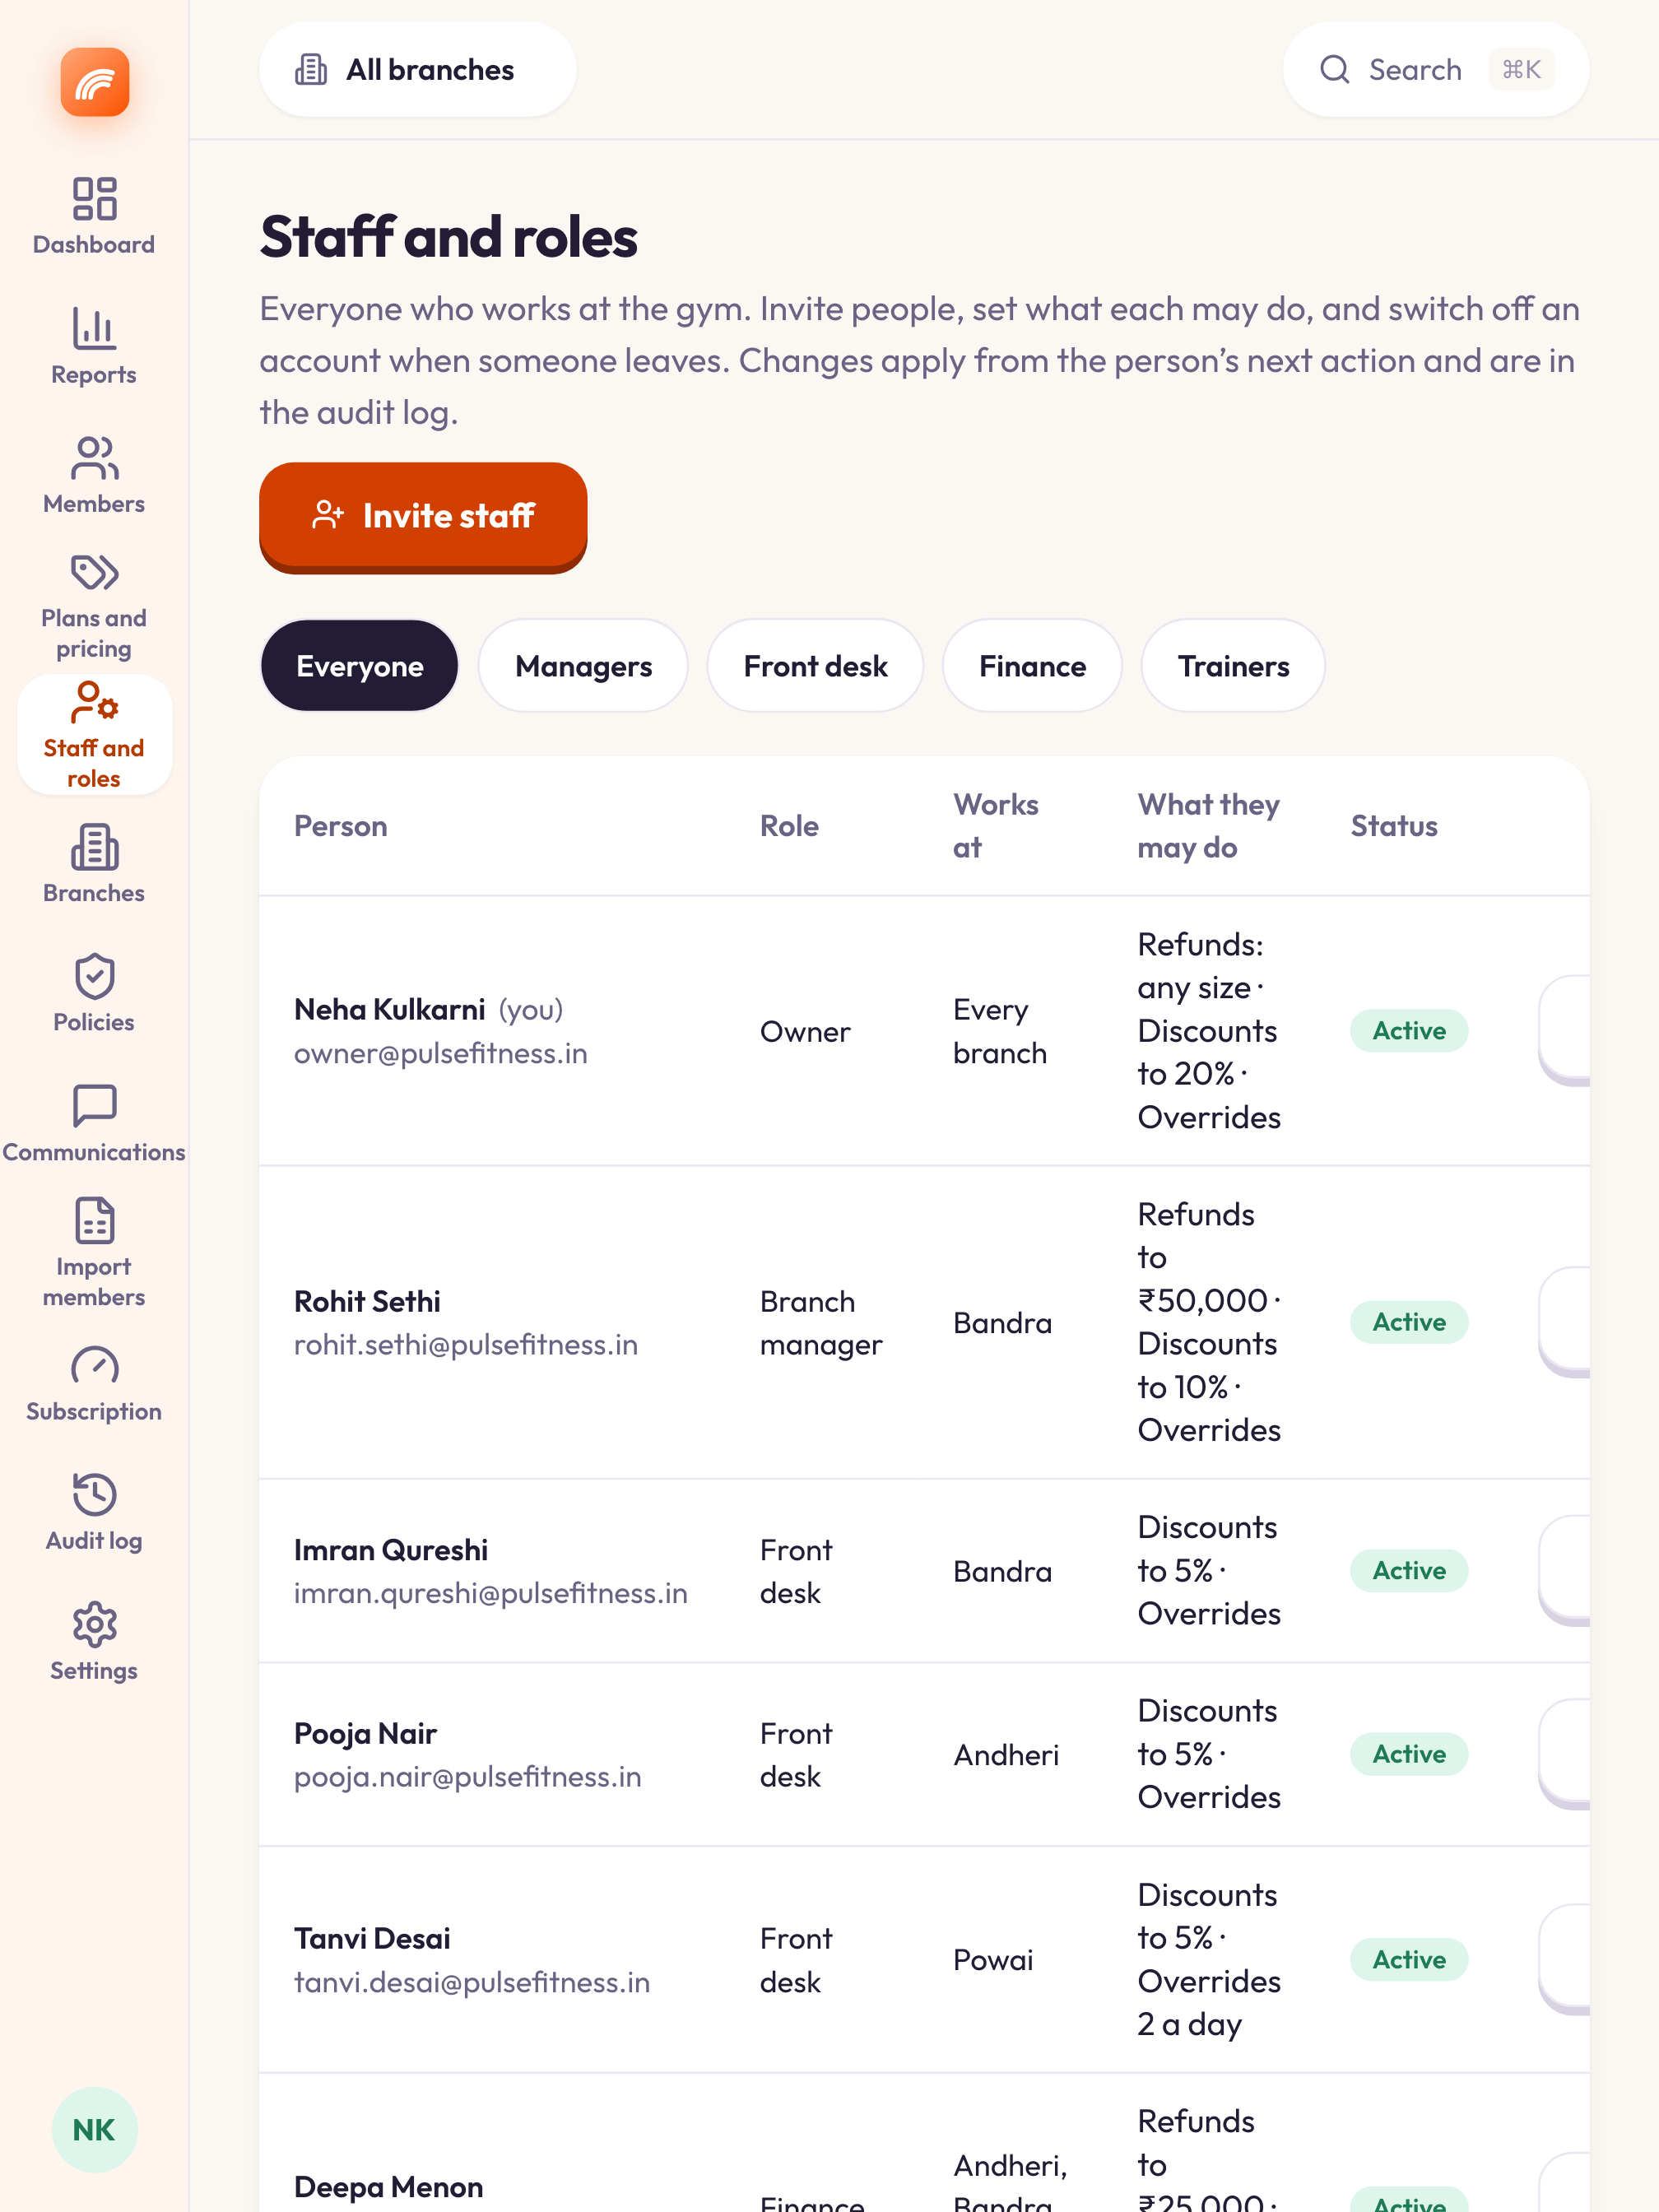 All branches
Search ⌘K
Dashboard
Reports
Members
Plans and
pricing
Staff and
roles
Branches
Policies
Communications
Import
members
Subscription
Audit log
Settings
NK
Staff and roles
Everyone who works at the gym. Invite people, set what each may do, and switch off an
account when someone leaves. Changes apply from the person’s next action and are in
the audit log.
Invite staff
Everyone
Managers
Front desk
Finance
Trainers
Person
Role
Works
at
What they
may do
Status
Neha Kulkarni (you)
owner@pulsefitness.in
Owner
Every
branch
Refunds:
any size ·
Discounts
to 20% ·
Overrides
Active
Rohit Sethi
rohit.sethi@pulsefitness.in
Branch
manager
Bandra
Refunds
to
₹50,000 ·
Discounts
to 10% ·
Overrides
Active
Imran Qureshi
imran.qureshi@pulsefitness.in
Front
desk
Bandra
Discounts
to 5% ·
Overrides
Active
Pooja Nair
pooja.nair@pulsefitness.in
Front
desk
Andheri
Discounts
to 5% ·
Overrides
Active
Tanvi Desai
tanvi.desai@pulsefitness.in
Front
desk
Powai
Discounts
to 5% ·
Overrides
2 a day
Active
Deepa Menon
Finance
Andheri,
Bandra
Refunds
to
₹25,000 ·
Active